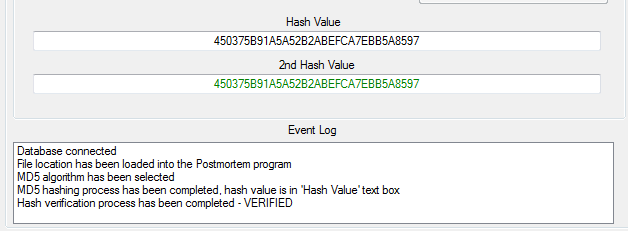 Hash Value
450375B91A5A52B2ABEFCA7EBB5A8597
2nd Hash Value
450375B91A5A52B2ABEFCA7EBB5A8597
Event Log
Database connected
File location has been loaded into the Postmortem program
MD5 algorithm has been selected
MD5 hashing process has been completed, hash value is in 'Hash Value' text box
Hash verification process has been completed - VERIFIED